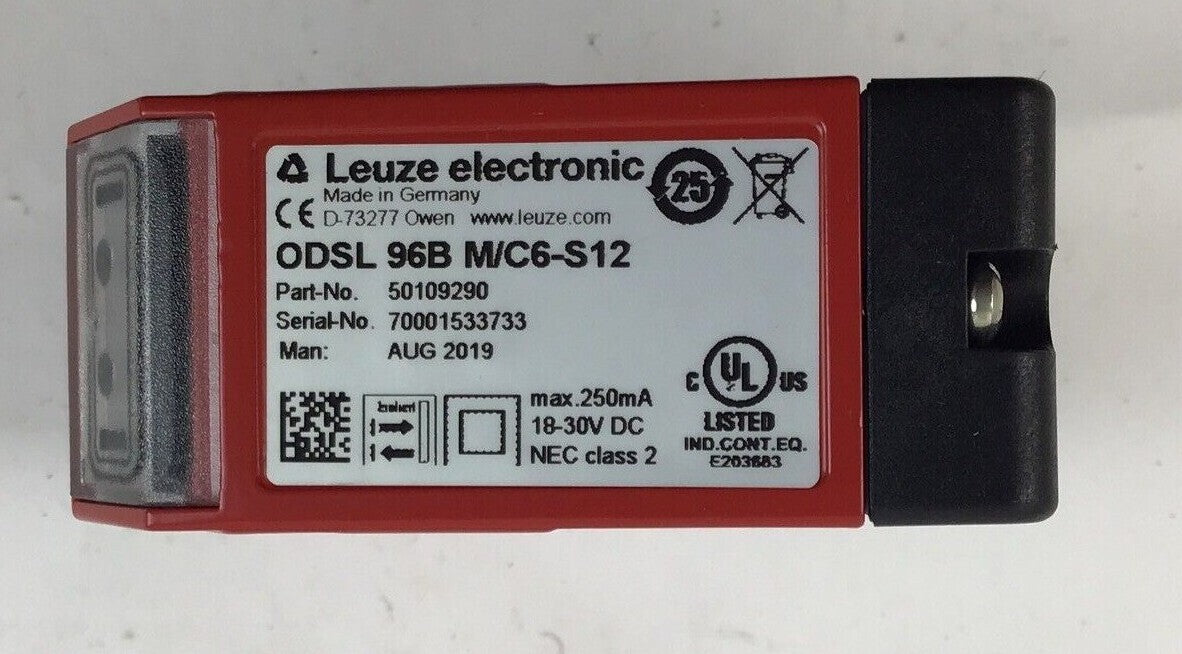 Leuze electronic
Made in Germany
CE D-73277 Owen www.leuze.com
25
ODSL 96B M/C6-S12
Part-No. 50109290
Serial-No. 70001533733
Man: AUG 2019
max.250mA
18-30V DC
NEC class 2
C UL US
LISTED
IND.CONT.EQ.
E203683